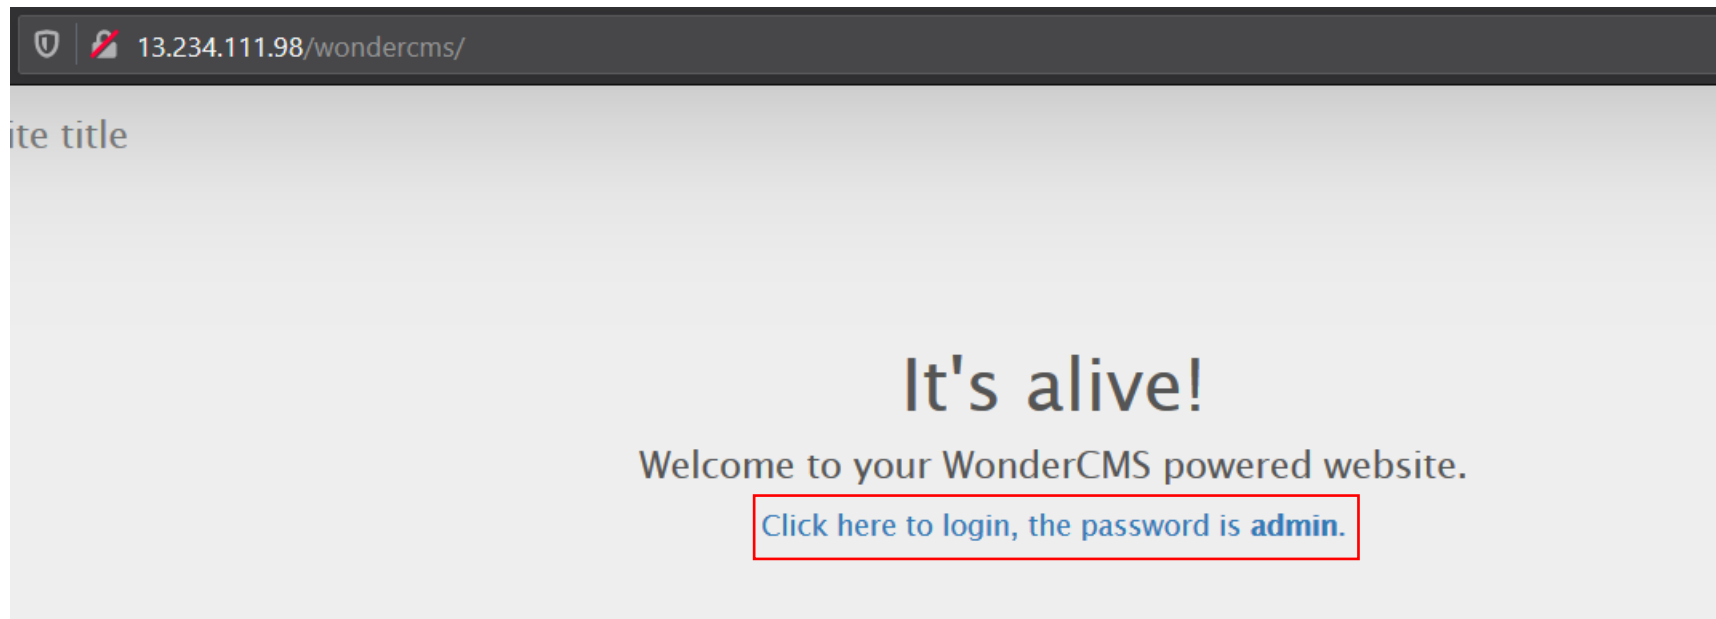 13.234.111.98/wondercms/
ite title
It's alive!
Welcome to your WonderCMS powered website.
Click here to login, the password is admin.